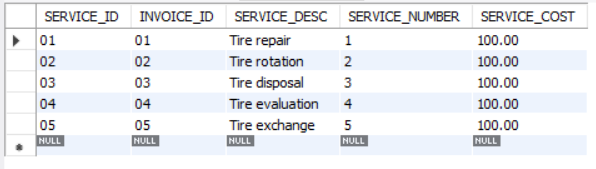 SERVICE_ID INVOICE_ID SERVICE_DESC SERVICE_NUMBER SERVICE_COST
01 01 Tire repair 1 100.00
02 02 Tire rotation 2 100.00
03 03 Tire disposal 3 100.00
04 04 Tire evaluation 4 100.00
05 05 Tire exchange 5 100.00
NULL NULL NULL NULL NULL